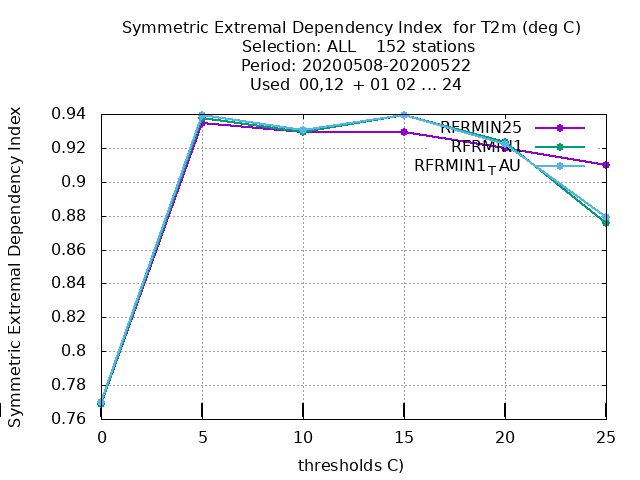 Symmetric Extremal Dependency Index for T2m (deg C)
Selection: ALL 152 stations
Period: 20200508-20200522
Used 00,12 + 01 02 ... 24
Symmetric Extremal Dependency Index
0.94
0.92
0.9
0.88
0.86
0.84
0.82
0.8
0.78
0.76
RFRMIN25
RFRMIN1
RFRMIN1TAU
0 5 10 15 20 25
thresholds C)